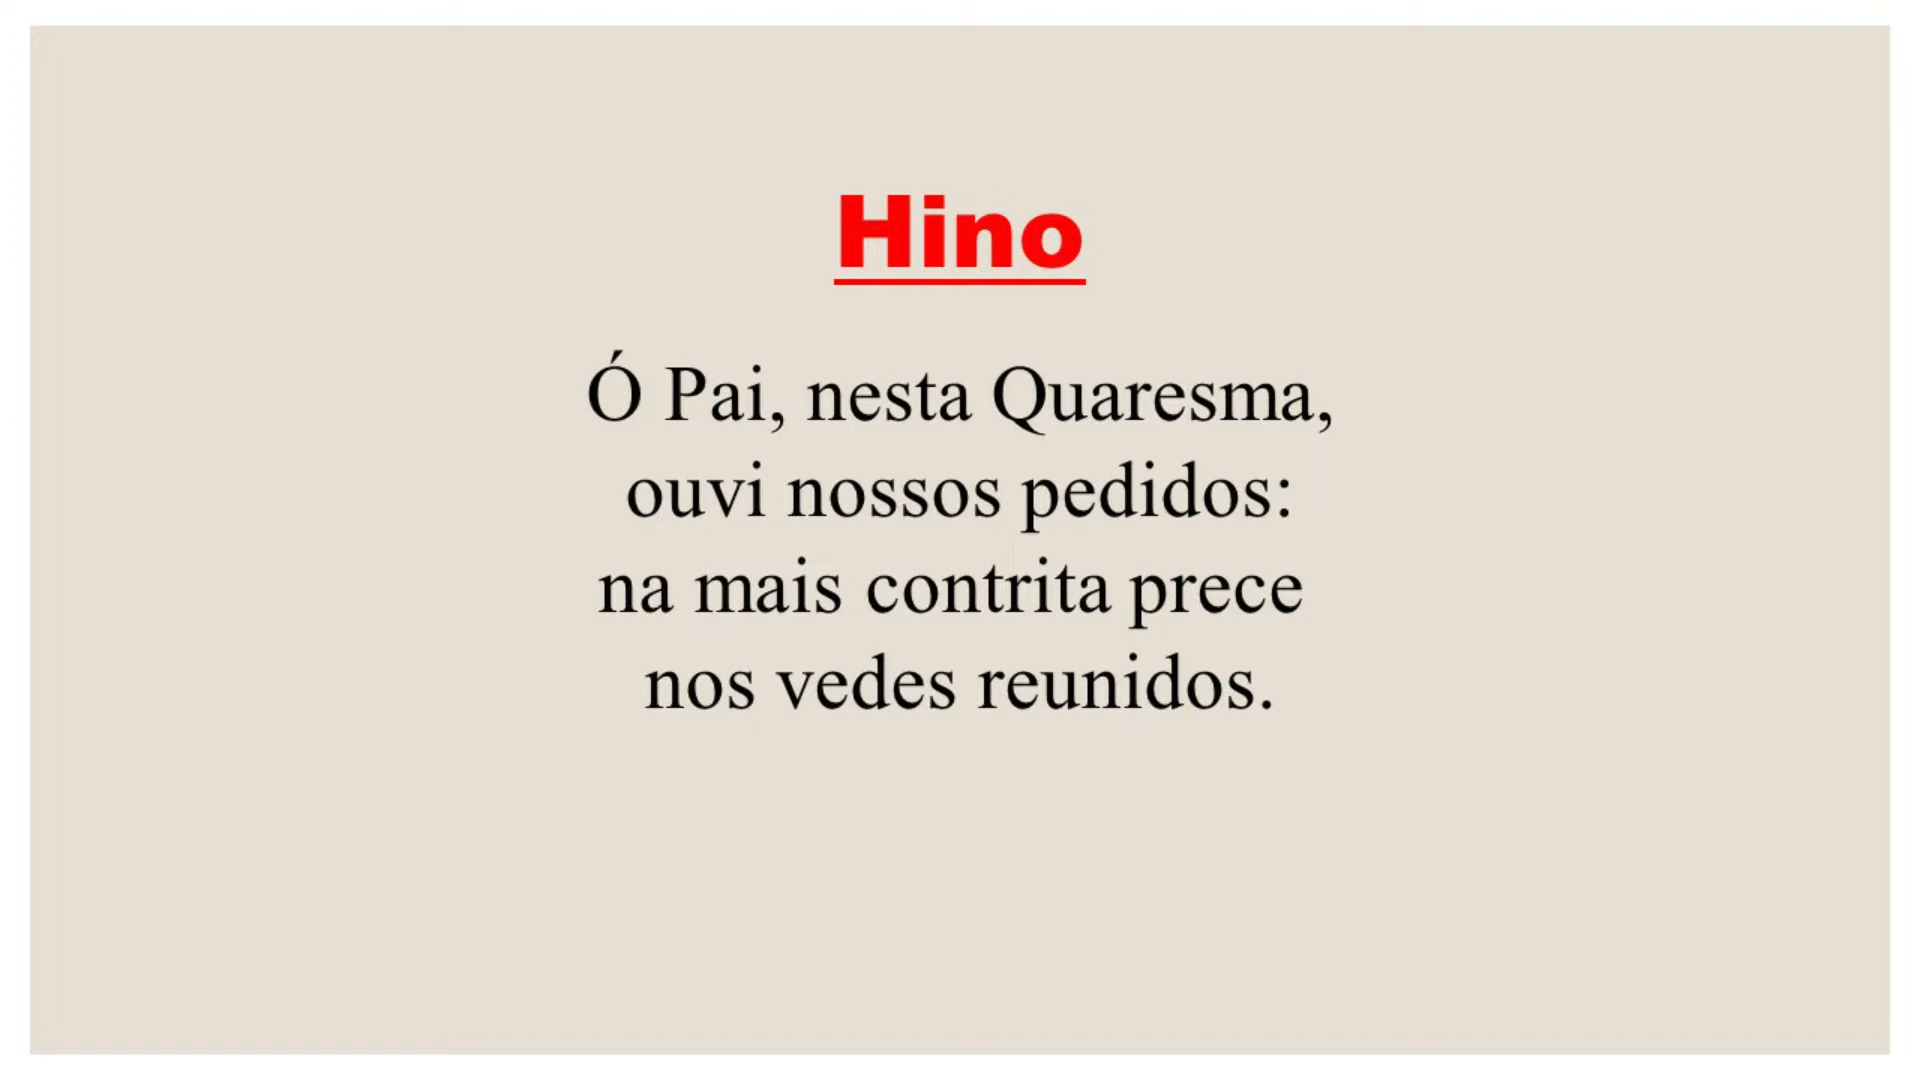 Hino
Ó Pai, nesta Quaresma,
ouvi nossos pedidos:
na mais contrita prece
nos vedes reunidos.